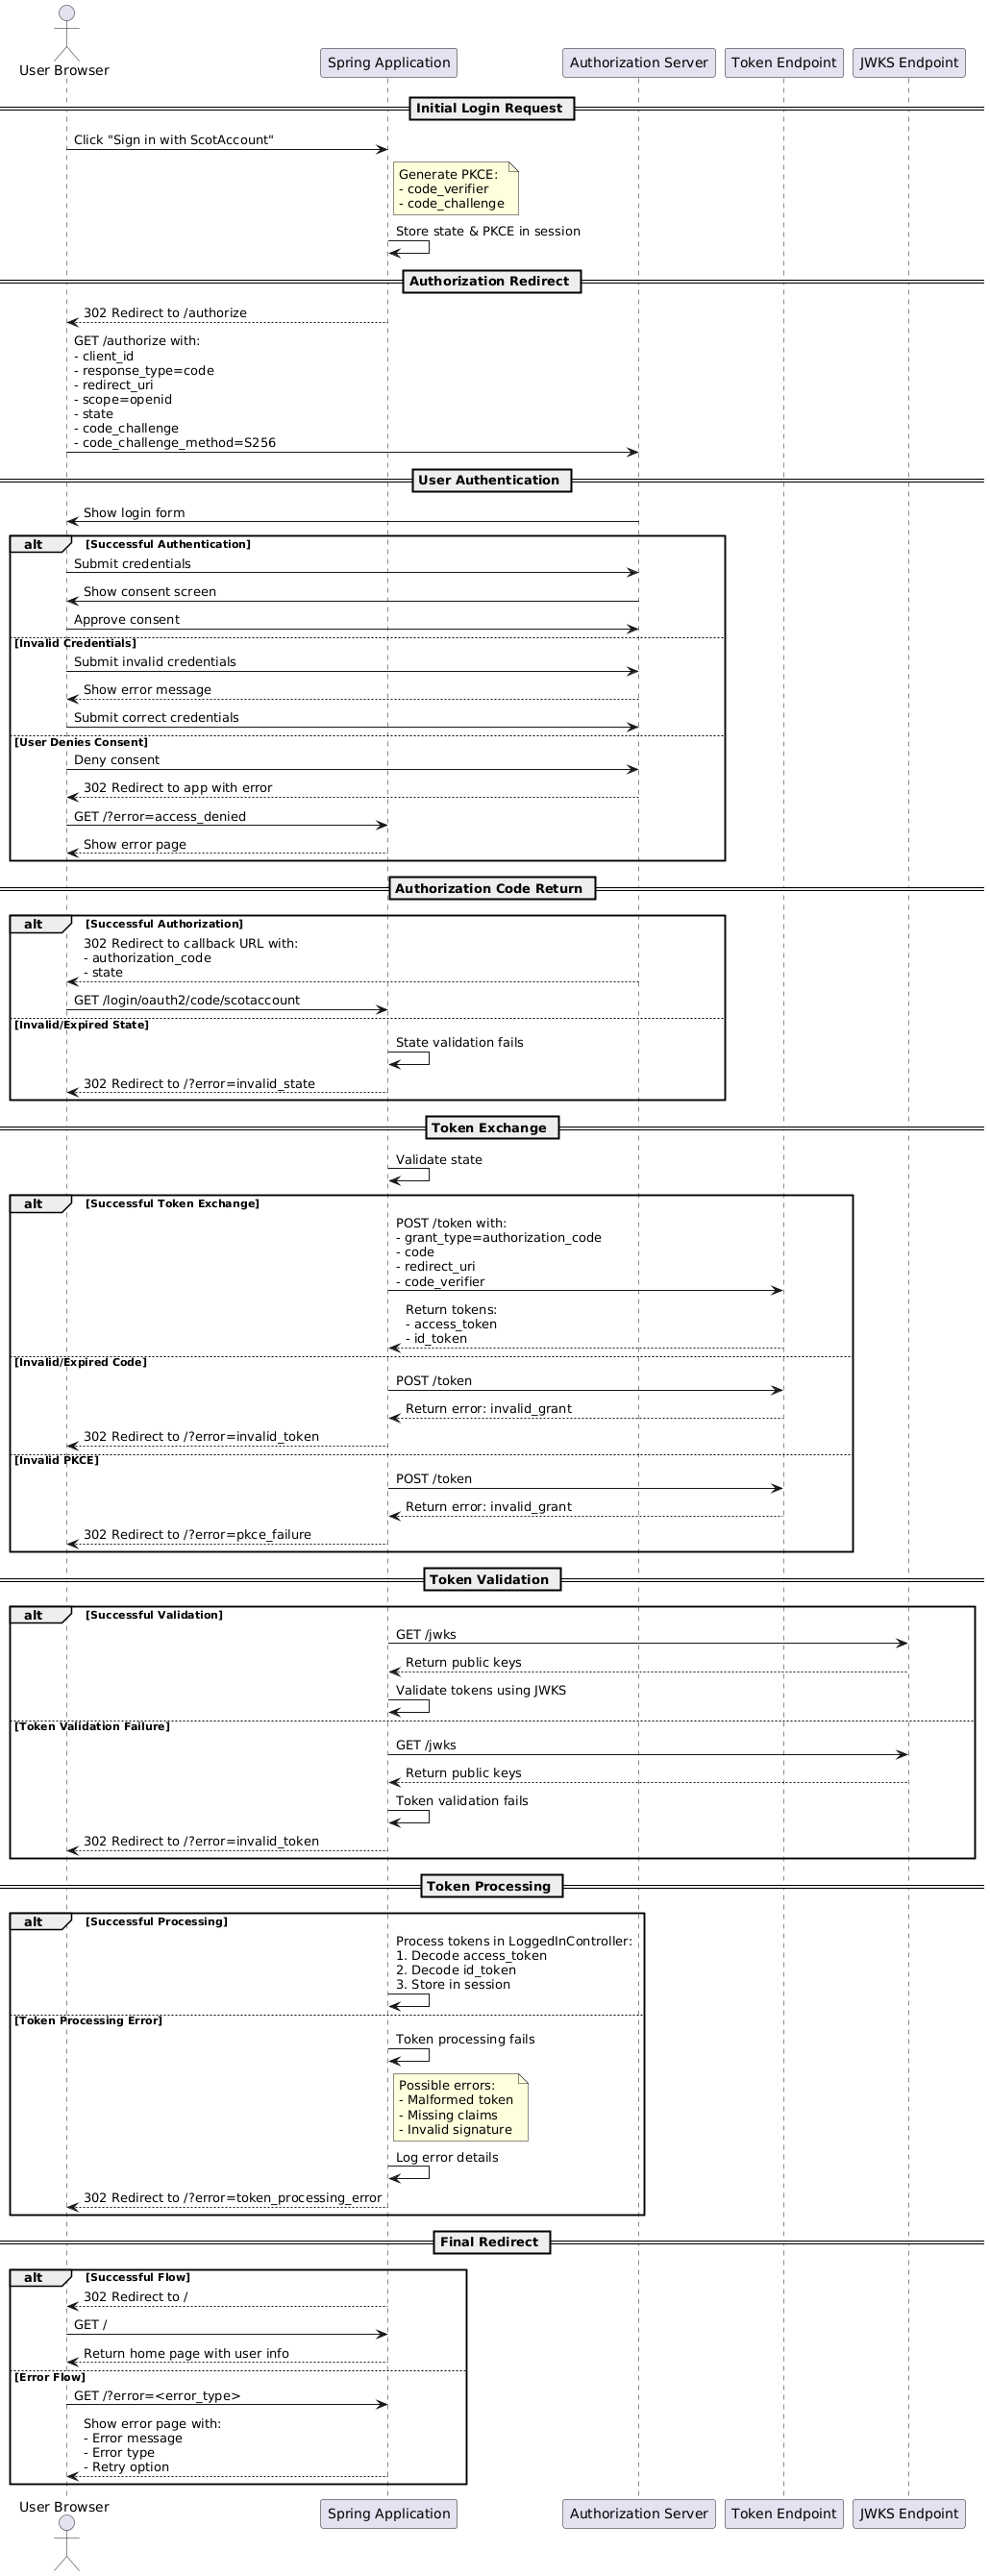 User Browser
Spring Application
Authorization Server
Token Endpoint
JWKS Endpoint
Initial Login Request
Click "Sign in with ScotAccount"
Generate PKCE:
- code_verifier
- code_challenge
Store state & PKCE in session
Authorization Redirect
302 Redirect to /authorize
GET /authorize with:
- client_id
- response_type=code
- redirect_uri
- scope=openid
- state
- code_challenge
- code_challenge_method=S256
User Authentication
Show login form
alt [Successful Authentication]
Submit credentials
Show consent screen
Approve consent
[Invalid Credentials]
Submit invalid credentials
Show error message
Submit correct credentials
[User Denies Consent]
Deny consent
302 Redirect to app with error
GET /?error=access_denied
Show error page
Authorization Code Return
alt [Successful Authorization]
302 Redirect to callback URL with:
- authorization_code
- state
GET /login/oauth2/code/scotaccount
[Invalid/Expired State]
State validation fails
302 Redirect to /?error=invalid_state
Token Exchange
Validate state
alt [Successful Token Exchange]
POST /token with:
- grant_type=authorization_code
- code
- redirect_uri
- code_verifier
Return tokens:
- access_token
- id_token
[Invalid/Expired Code]
POST /token
Return error: invalid_grant
302 Redirect to /?error=invalid_token
[Invalid PKCE]
POST /token
Return error: invalid_grant
302 Redirect to /?error=pkce_failure
Token Validation
alt [Successful Validation]
GET /jwks
Return public keys
Validate tokens using JWKS
[Token Validation Failure]
GET /jwks
Return public keys
Token validation fails
302 Redirect to /?error=invalid_token
Token Processing
alt [Successful Processing]
Process tokens in LoggedInController:
1. Decode access_token
2. Decode id_token
3. Store in session
[Token Processing Error]
Token processing fails
Possible errors:
- Malformed token
- Missing claims
- Invalid signature
Log error details
302 Redirect to /?error=token_processing_error
Final Redirect
alt [Successful Flow]
302 Redirect to /
GET /
Return home page with user info
[Error Flow]
GET /?error=<error_type>
Show error page with:
- Error message
- Error type
- Retry option
User Browser
Spring Application
Authorization Server
Token Endpoint
JWKS Endpoint